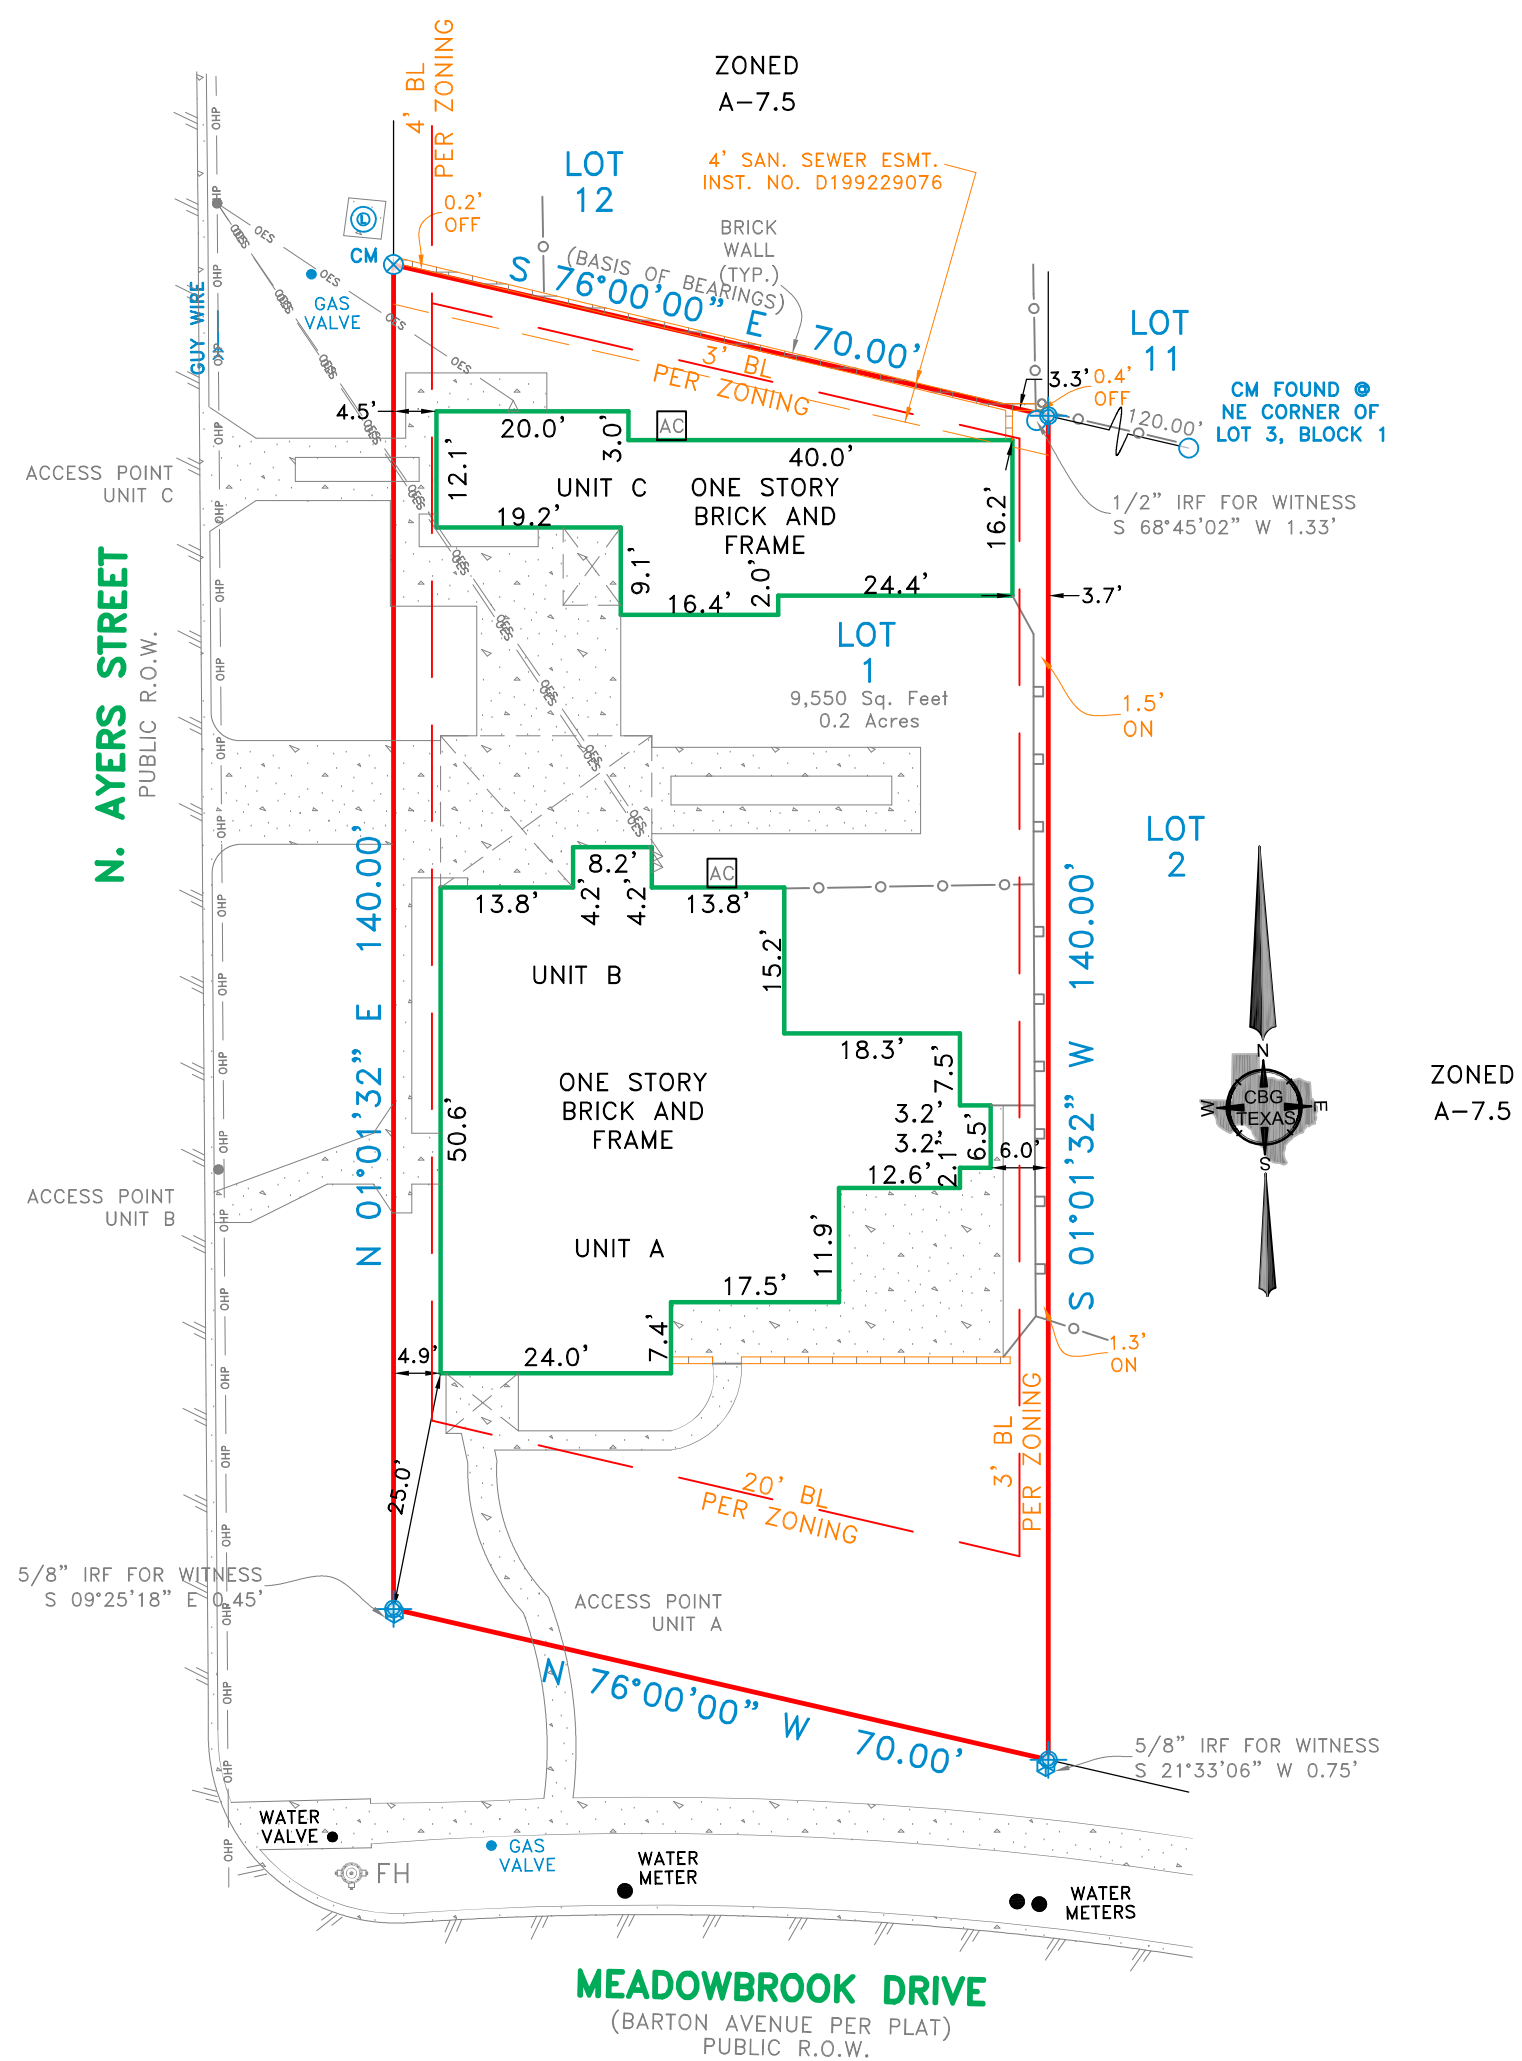 ZONED
A-7.5
4' BL
PER ZONING
LOT
12
4' SAN. SEWER ESMT.
INST. NO. D199229076
0.2'
OFF
BRICK
WALL
(TYP.)
(BASIS OF BEARINGS)
S 76°00'00" E 70.00'
CM
L
GAS
VALVE
GUY WIRE
OHP
OES
3' BL
PER ZONING
LOT
11
3.3'
0.4'
OFF
120.00'
CM FOUND @
NE CORNER OF
LOT 3, BLOCK 1
1/2" IRF FOR WITNESS
S 68°45'02" W 1.33'
4.5'
20.0'
3.0'
AC
40.0'
12.1'
19.2'
UNIT C
ONE STORY
BRICK AND
FRAME
16.2'
9.1'
16.4'
2.0'
24.4'
3.7'
ACCESS POINT
UNIT C
N. AYERS STREET
PUBLIC R.O.W.
LOT
1
9,550 Sq. Feet
0.2 Acres
1.5'
ON
LOT
2
N 01°01'32" E 140.00'
S 01°01'32" W 140.00'
8.2'
13.8'
4.2'
4.2'
13.8'
AC
15.2'
UNIT B
18.3'
7.5'
3.2'
3.2'
6.5'
6.0'
2.1'
12.6'
ONE STORY
BRICK AND
FRAME
50.6'
11.9'
UNIT A
17.5'
7.4'
24.0'
4.9'
ACCESS POINT
UNIT B
N
W
E
S
CBG
TEXAS
ZONED
A-7.5
1.3'
ON
3' BL
PER ZONING
20' BL
PER ZONING
25.0'
5/8" IRF FOR WITNESS
S 09°25'18" E 0.45'
ACCESS POINT
UNIT A
N 76°00'00" W 70.00'
5/8" IRF FOR WITNESS
S 21°33'06" W 0.75'
WATER
VALVE
FH
GAS
VALVE
WATER
METER
WATER
METERS
MEADOWBROOK DRIVE
(BARTON AVENUE PER PLAT)
PUBLIC R.O.W.